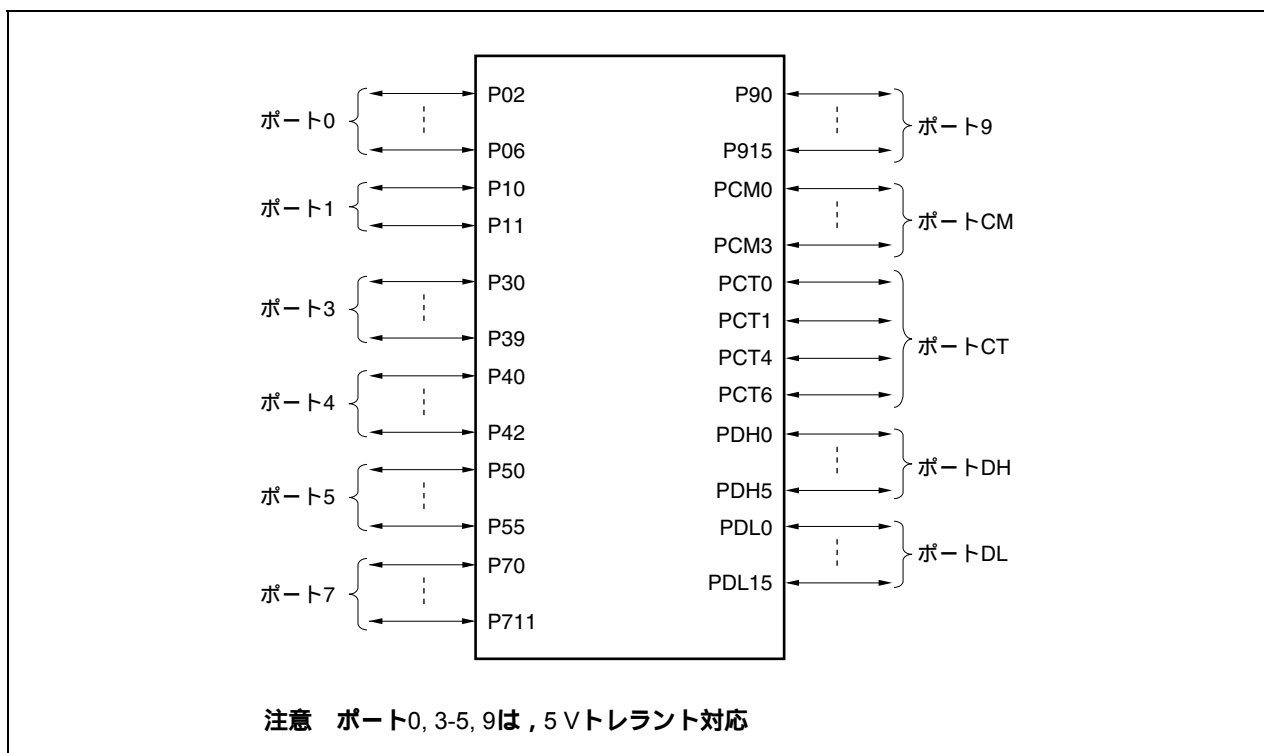 ポート0
P02
P06
ポート1
P10
P11
ポート3
P30
P39
ポート4
P40
P42
ポート5
P50
P55
ポート7
P70
P711
P90
P915
ポート9
PCM0
PCM3
ポートCM
PCT0
PCT1
PCT4
PCT6
ポートCT
PDH0
PDH5
ポートDH
PDL0
PDL15
ポートDL
注意 ポート0, 3-5, 9は，5 Vトレラント対応